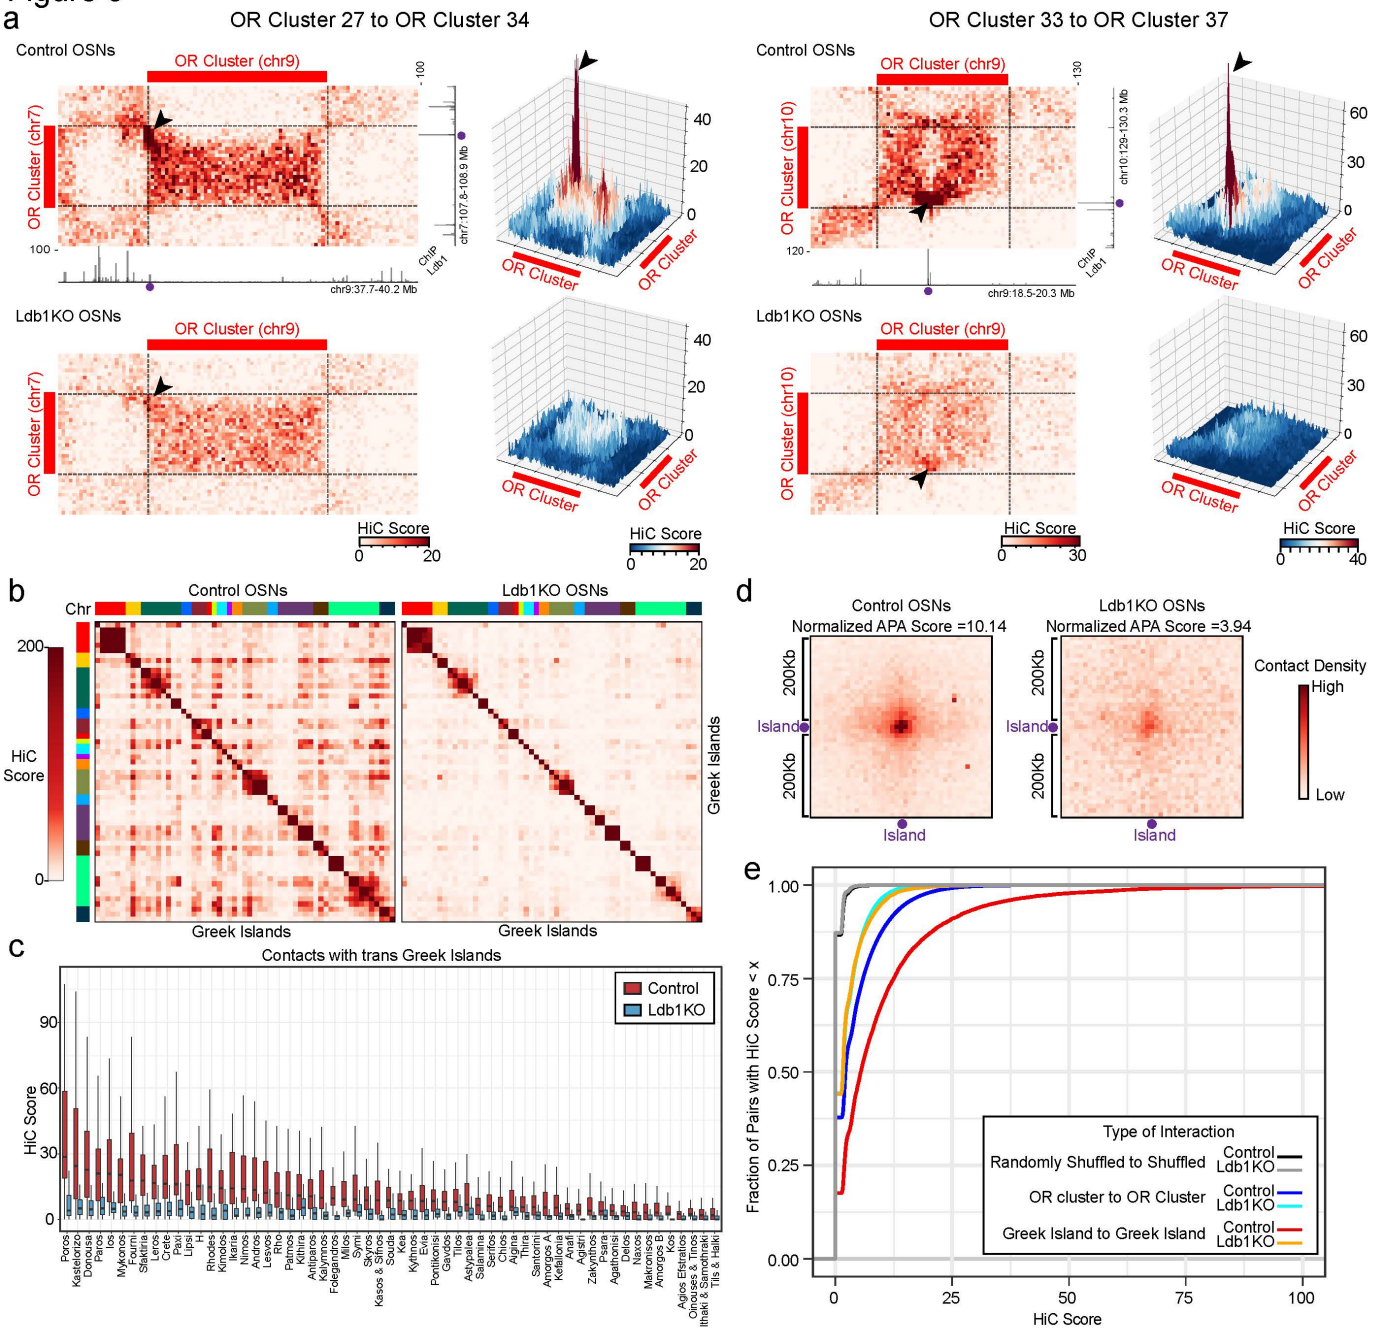 a
OR Cluster 27 to OR Cluster 34
OR Cluster 33 to OR Cluster 37
Control OSNs
OR Cluster (chr9)
OR Cluster (chr7)
100
chr7:107.8-108.9 Mb
ChIP
Ldb1
100
chr9:37.7-40.2 Mb
40
20
0
OR Cluster
OR Cluster
Control OSNs
OR Cluster (chr9)
OR Cluster (chr10)
130
chr10:129-130.3 Mb
ChIP
Ldb1
120
chr9:18.5-20.3 Mb
60
30
0
OR Cluster
OR Cluster
Ldb1KO OSNs
OR Cluster (chr9)
OR Cluster (chr7)
40
20
0
OR Cluster
OR Cluster
HiC Score
0 20
HiC Score
0 20
Ldb1KO OSNs
OR Cluster (chr9)
OR Cluster (chr10)
60
30
0
OR Cluster
OR Cluster
HiC Score
0 30
HiC Score
0 40
b
Control OSNs
Ldb1KO OSNs
Chr
200
HiC
Score
0
Greek Islands
Greek Islands
Greek Islands
c
Contacts with trans Greek Islands
Control
Ldb1KO
HiC Score
90
60
30
0
Poros
Kastelorizo
Donousa
Paros
Ios
Mykonos
Fourni
Sfaktiria
Leros
Crete
Paxi
Lipsi
H
Rhodes
Kimolos
Ikaria
Nimos
Andros
Lesvos
Rho
Patmos
Kithira
Antiparos
Kalymnos
Folegandros
Milos
Symi
Skyros
Kasos & Sifnos
Souda
Kea
Kythnos
Evia
Pontikonisi
Gavdos
Tilos
Astypalea
Salamina
Serifos
Chios
Aigina
Thira
Santorini
Amorgos A
Kefallonia
Anafi
Agistri
Zakynthos
Psara
Agathonisi
Delos
Naxos
Makronisos
Amorgos B
Kos
Agios Efstratios
Oinouses & Tinos
Ithaki & Samothraki
Tils & Halki
d
Control OSNs
Normalized APA Score =10.14
200Kb
Island
200Kb
Island
Ldb1KO OSNs
Normalized APA Score =3.94
200Kb
Island
200Kb
Island
Contact Density
High
Low
e
Fraction of Pairs with HiC Score < x
1.00
0.75
0.50
0.25
0.00
0 25 50 75 100
HiC Score
Type of Interaction
Randomly Shuffled to Shuffled Control
Ldb1KO
OR cluster to OR Cluster Control
Ldb1KO
Greek Island to Greek Island Control
Ldb1KO